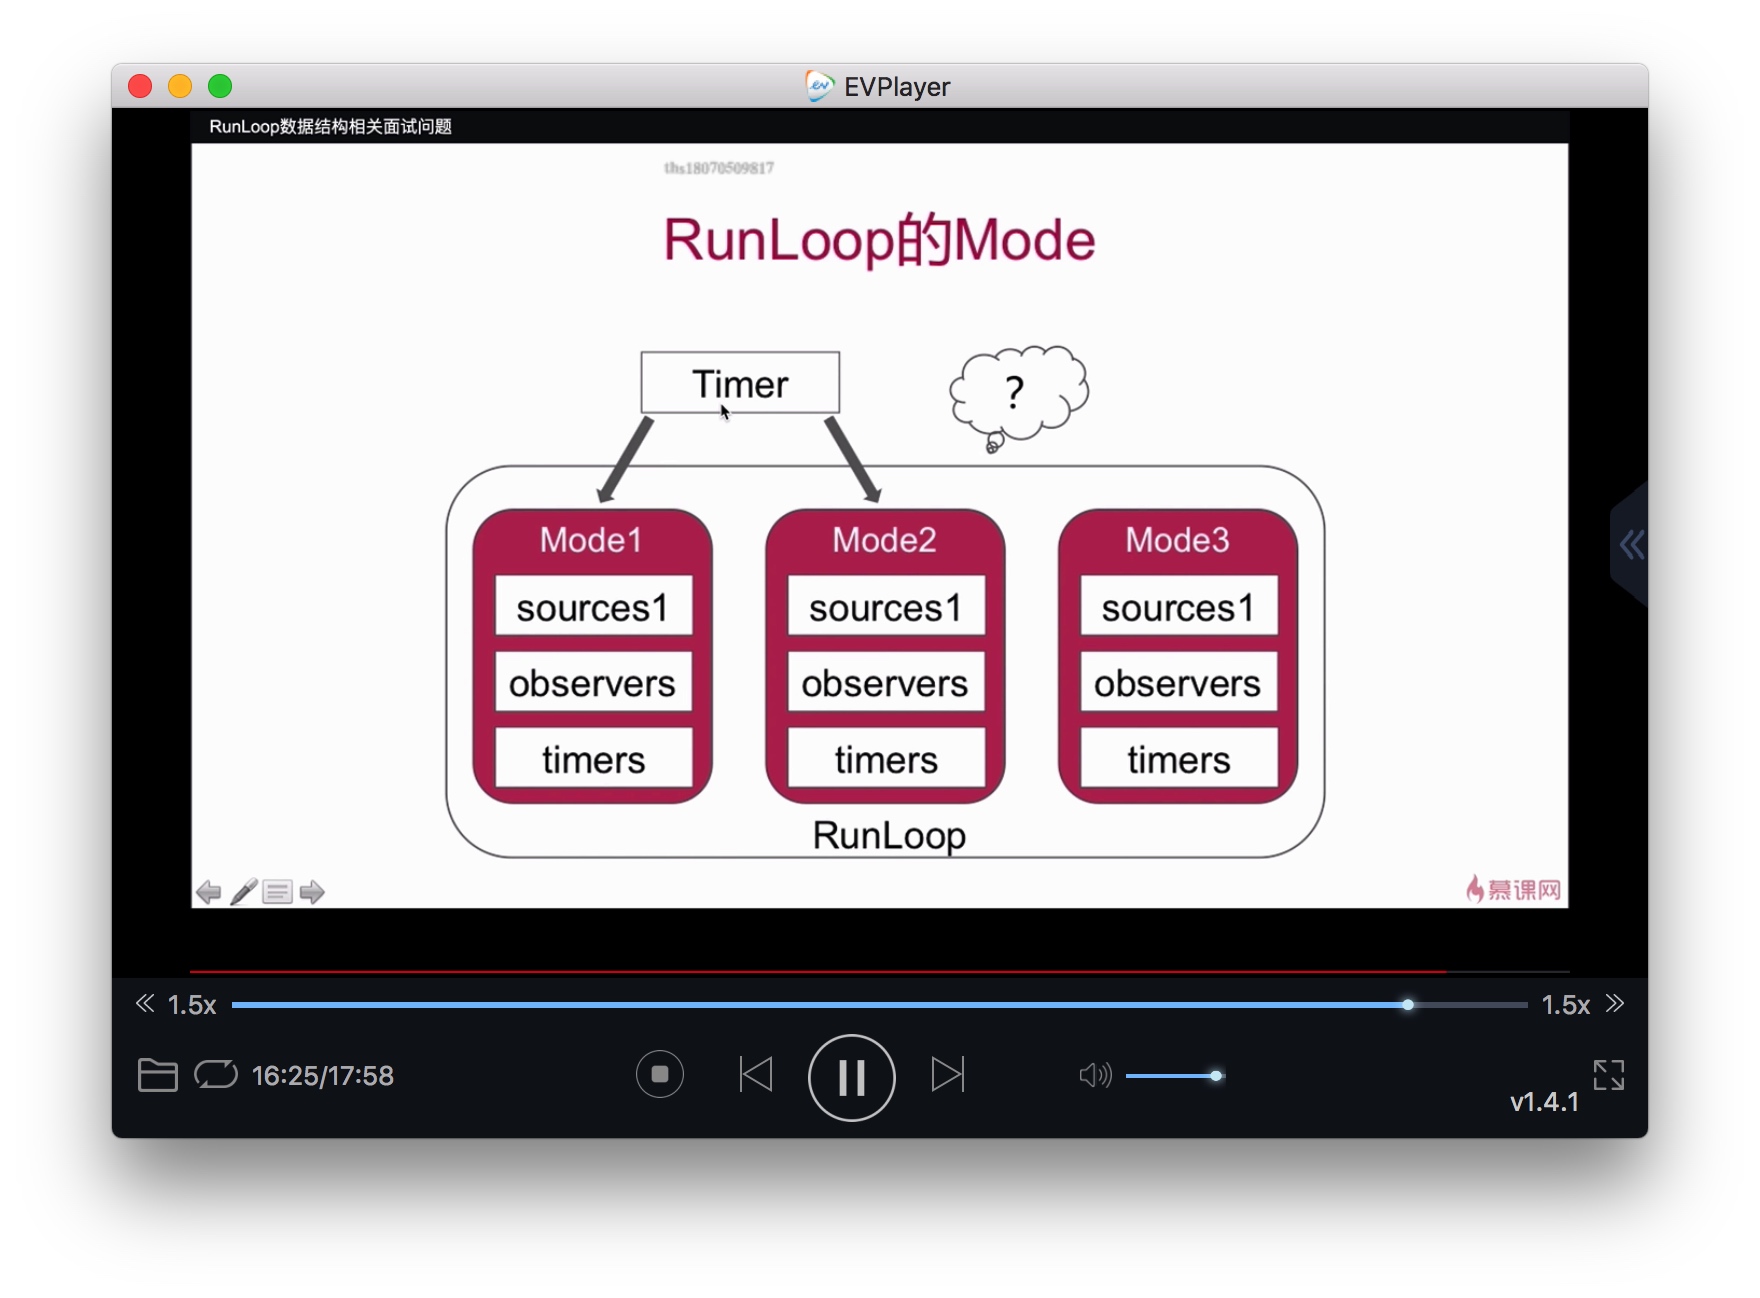 EVPlayer
RunLoop数据结构相关面试问题
ths18070509817
RunLoop的Mode
Timer
?
Mode1
Mode2
Mode3
sources1
sources1
sources1
observers
observers
observers
timers
timers
timers
RunLoop
慕课网
1.5x
1.5x
16:25/17:58
v1.4.1